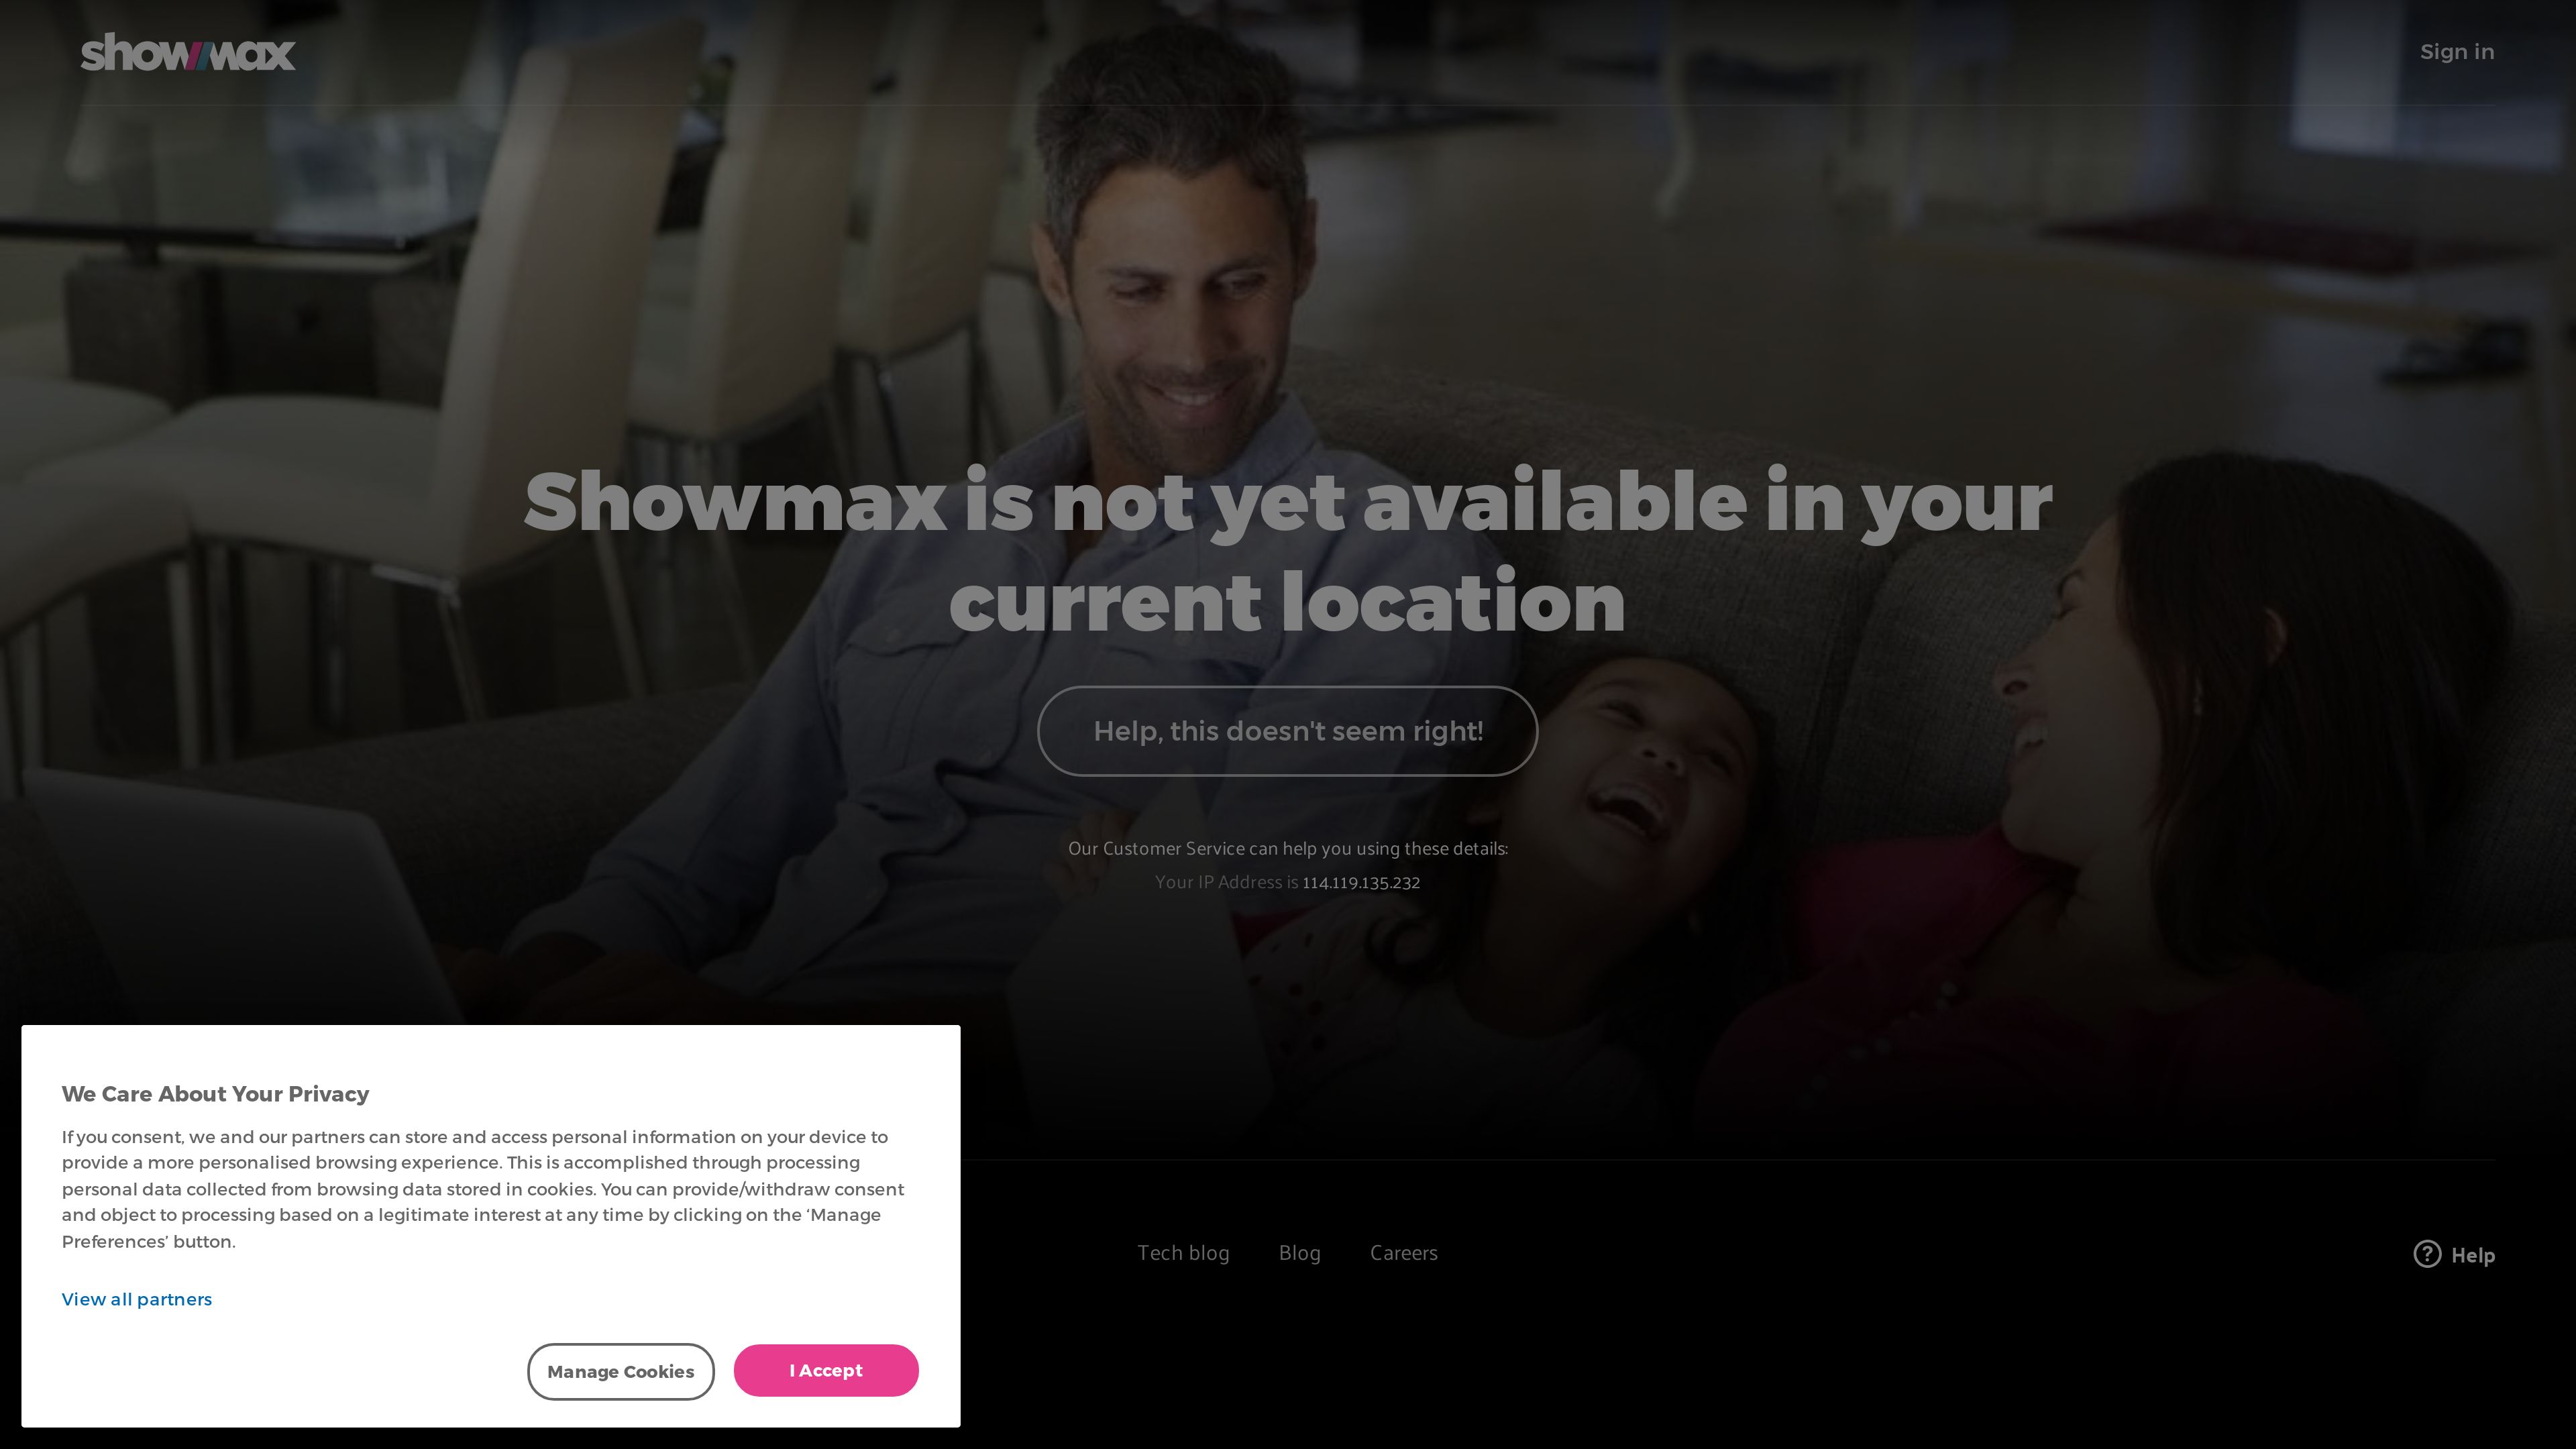 showmax
Sign in
Showmax is not yet available in your
current location
Help, this doesn't seem right!
Our Customer Service can help you using these details:
Your IP Address is 114.119.135.232
We Care About Your Privacy
If you consent, we and our partners can store and access personal information on your device to
provide a more personalised browsing experience. This is accomplished through processing
personal data collected from browsing data stored in cookies. You can provide/withdraw consent
and object to processing based on a legitimate interest at any time by clicking on the ‘Manage
Preferences’ button.
View all partners
Manage Cookies
I Accept
Tech blog
Blog
Careers
Help